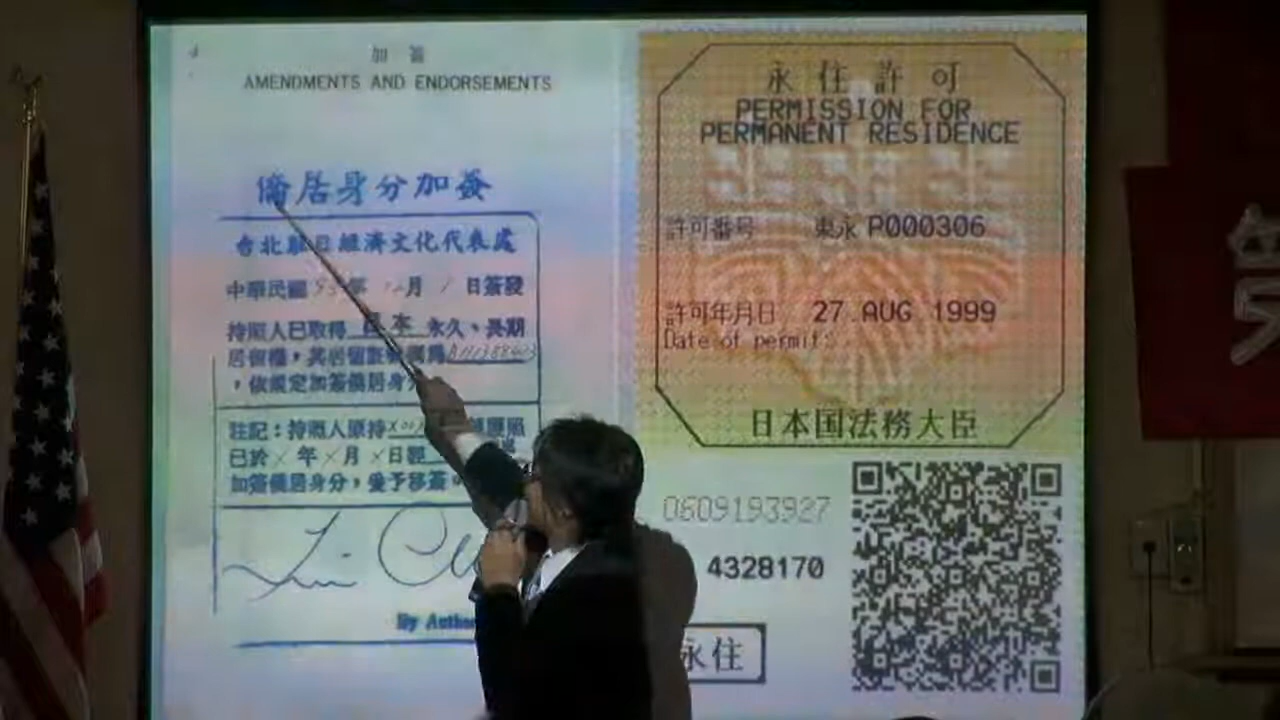 加簽
AMENDMENTS AND ENDORSEMENTS
僑居身分加簽
台北駐日經濟文化代表處
中華民國 年 月 日簽發
持照人已取得 日本 永久、長期
居留權，其居留證
，依規定加簽僑居身分
註記：持照人原持
已於 年 月 日經
加簽僑居身分，爰予移簽。
By Author
永住許可
PERMISSION FOR
PERMANENT RESIDENCE
許可番号 東永 P000306
許可年月日 27 AUG 1999
Date of permit:
日本国法務大臣
0609193927
4328170
永住